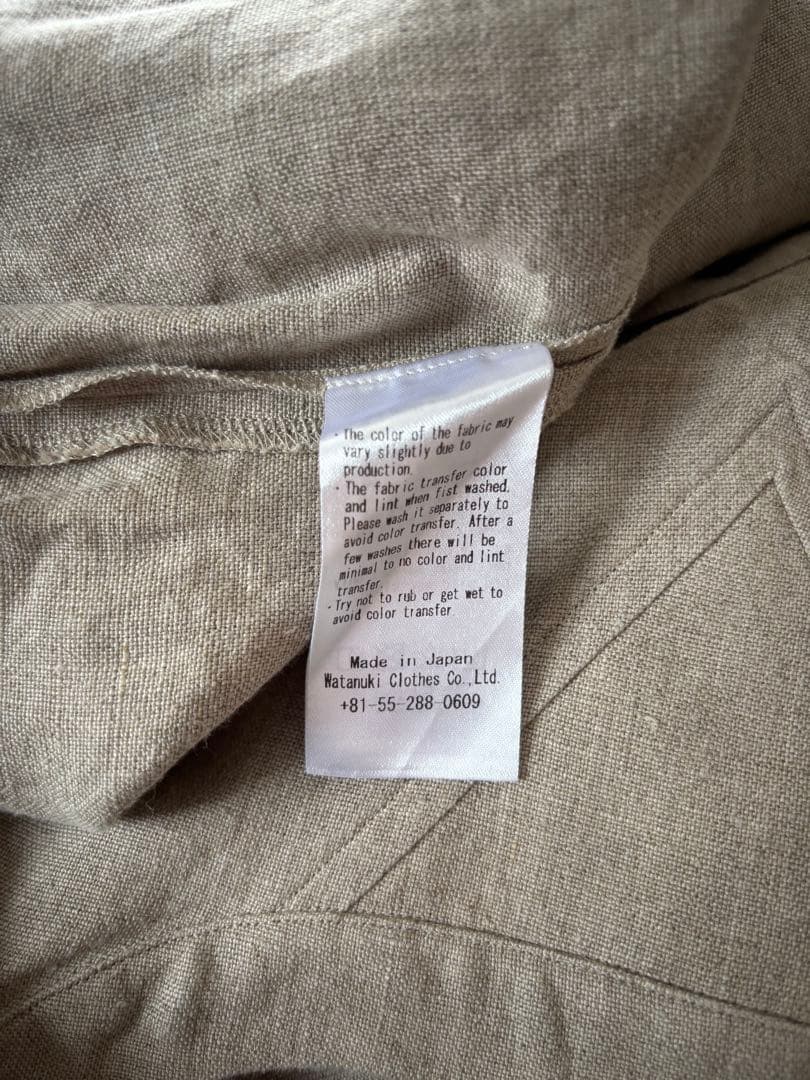 ・The color of the fabric may
vary slightly due to
production.
・The fabric transfer color
and lint when fist washed.
Please wash it separately to
avoid color transfer. After a
few washes there will be
minimal to no color and lint
transfer.
・Try not to rub or get wet to
avoid color transfer.
Made in Japan
Watanuki Clothes Co.,Ltd.
+81-55-288-0609